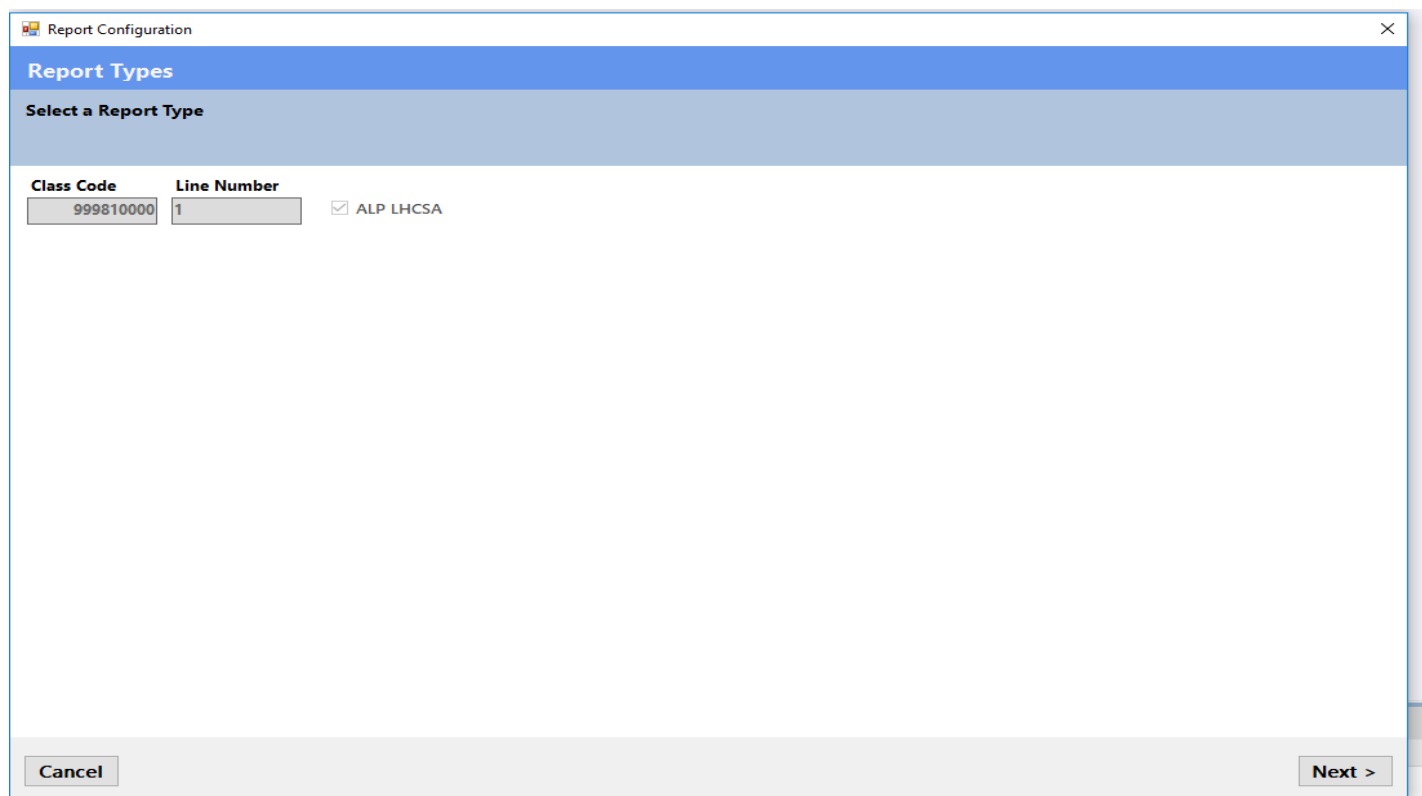 Report Configuration
Report Types
Select a Report Type
Class Code Line Number
999810000 1 ALP LHCSA
Cancel Next >